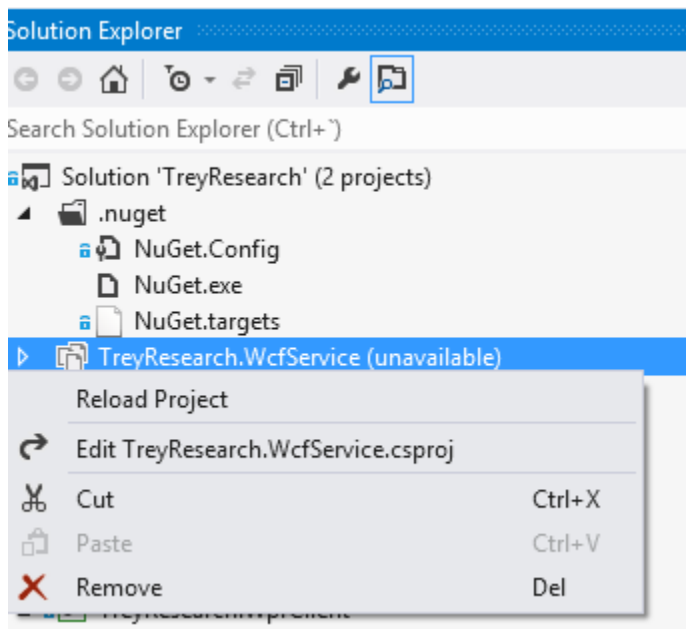 Solution Explorer
Search Solution Explorer (Ctrl+`)
Solution 'TreyResearch' (2 projects)
.nuget
NuGet.Config
NuGet.exe
NuGet.targets
TreyResearch.WcfService (unavailable)
Reload Project
Edit TreyResearch.WcfService.csproj
Cut Ctrl+X
Paste Ctrl+V
Remove Del